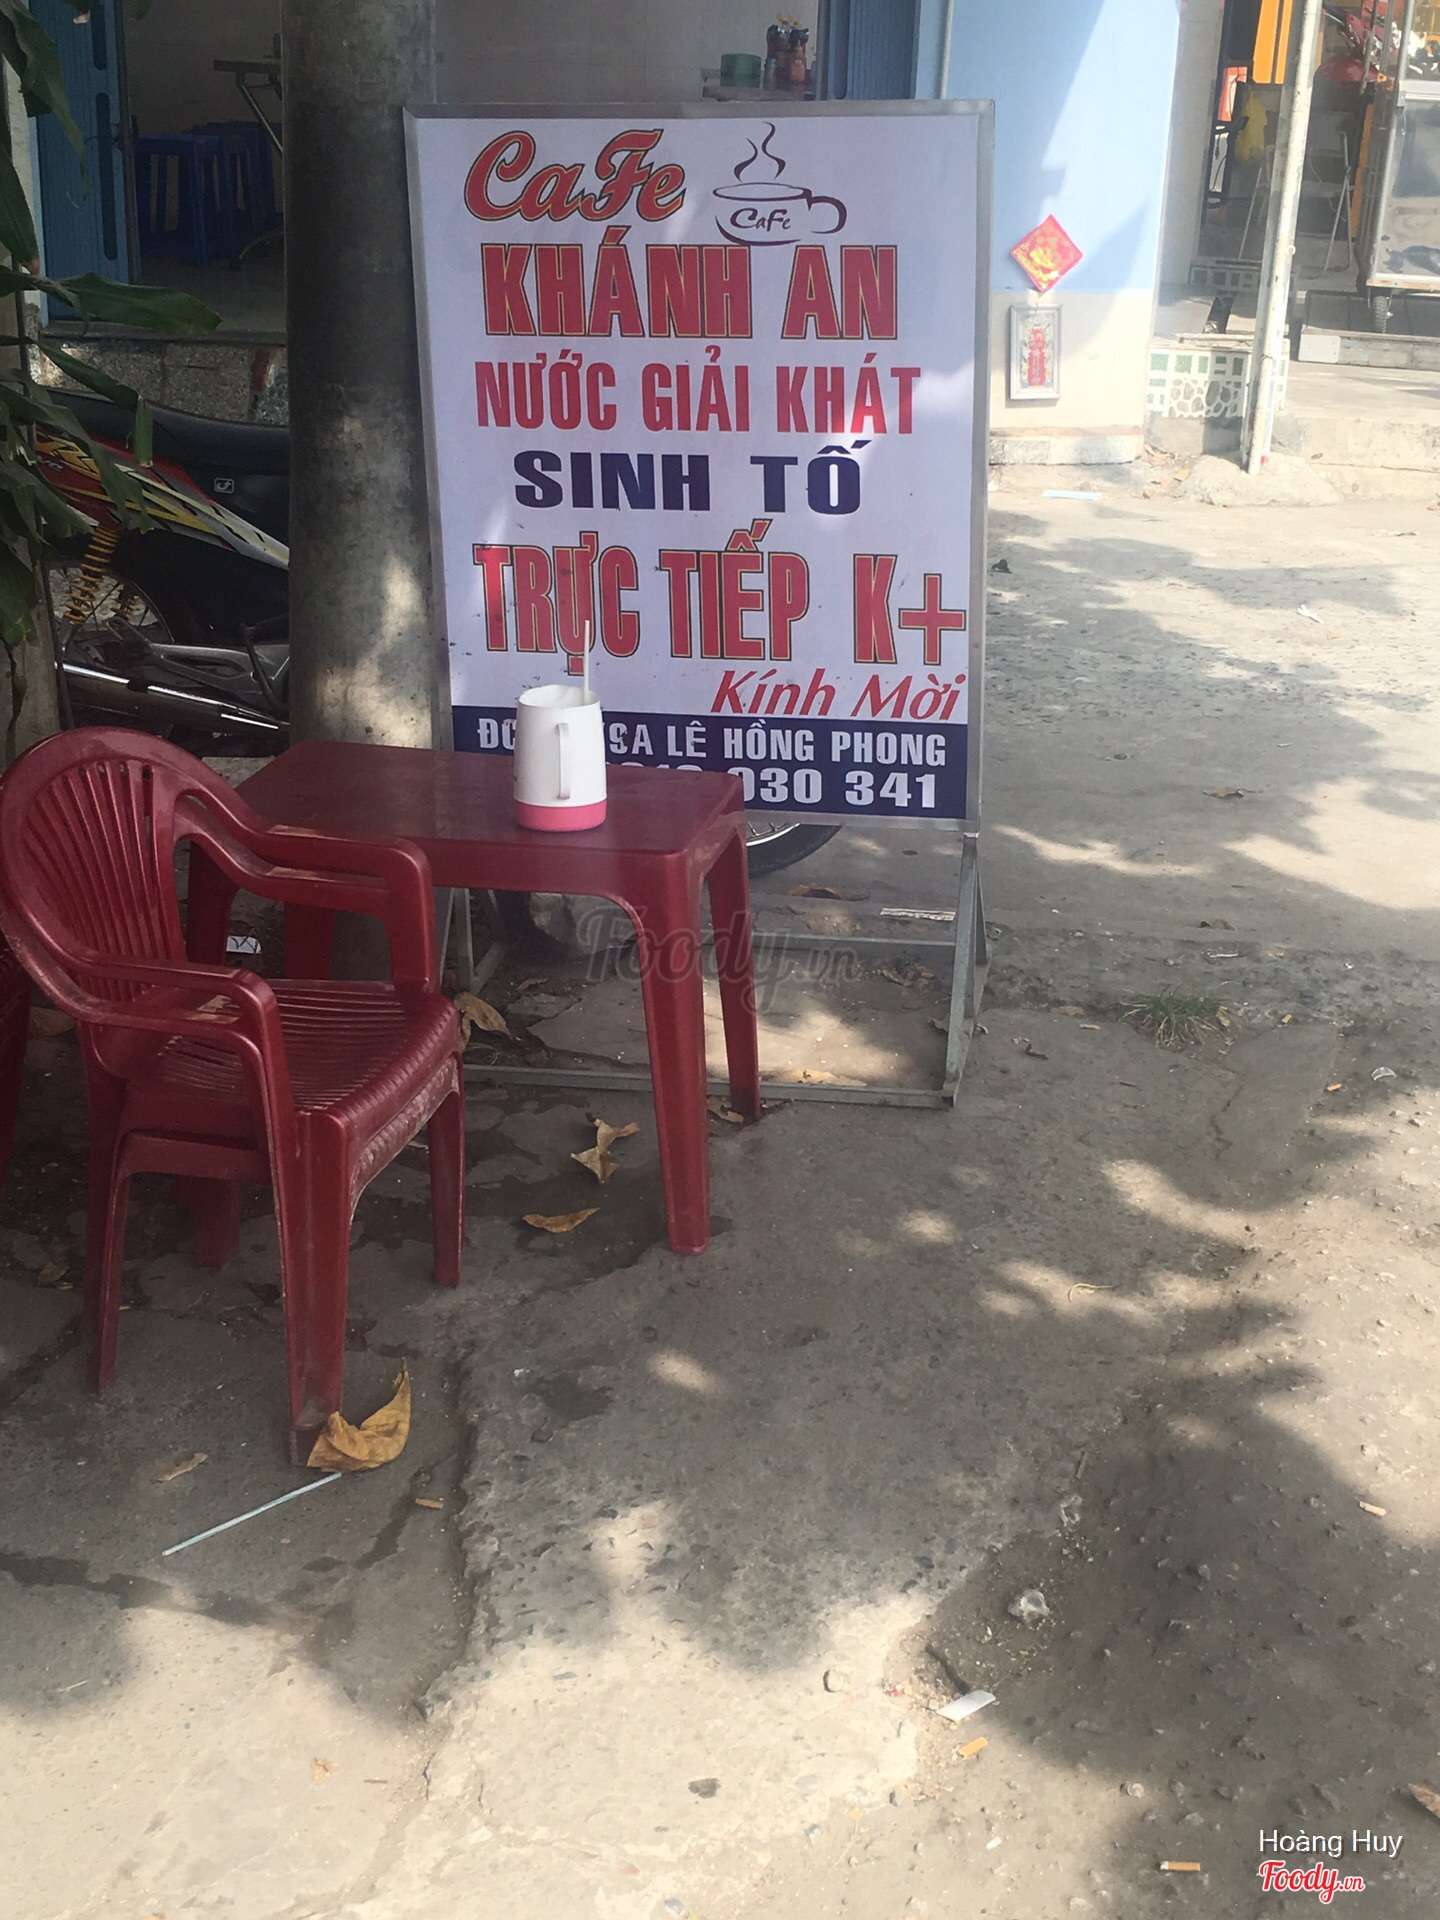 CaFe
CaFe
KHÁNH AN
NƯỚC GIẢI KHÁT
SINH TỐ
TRỰC TIẾP K+
Kính Mời
LÊ HỒNG PHONG
030 341
Foody.vn
Hoàng Huy
Foody.vn